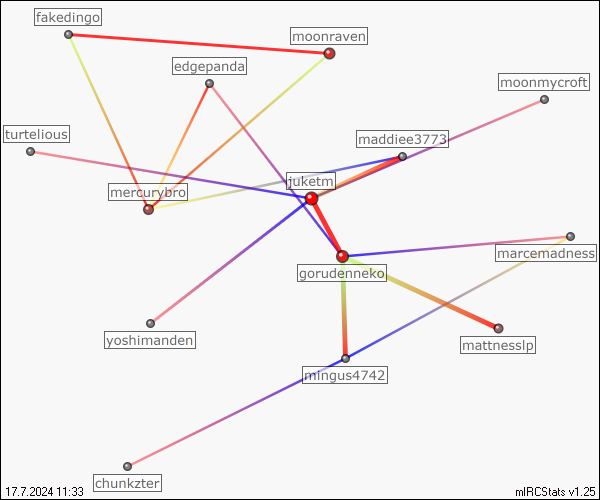 fakedingo
moonraven
edgepanda
moonmycroft
turtelious
maddiee3773
juketm
mercurybro
marcemadness
gorudenneko
yoshimanden
mattnesslp
mingus4742
chunkzter
17.7.2024 11:33
mIRCStats v1.25